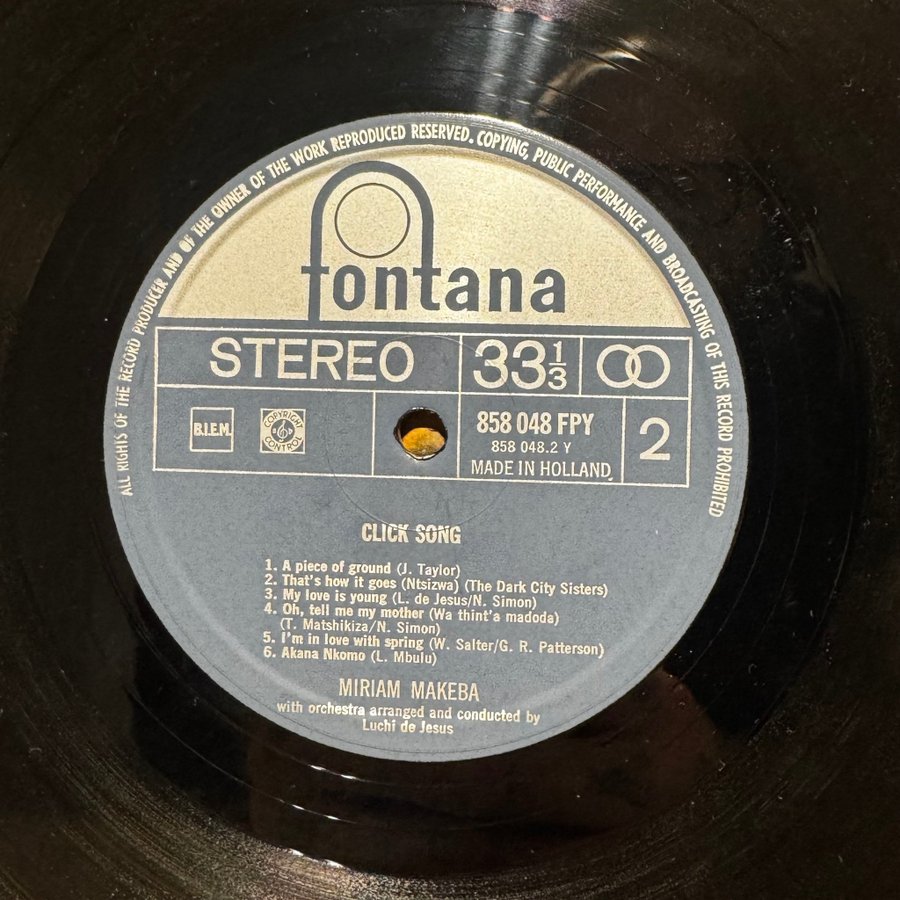 ALL RIGHTS OF THE RECORD PRODUCER AND OF THE OWNER OF THE WORK REPRODUCED RESERVED. COPYING, PUBLIC PERFORMANCE AND BROADCASTING OF THIS RECORD PROHIBITED
fontana
STEREO
33 1/3
B.I.E.M.
COPYRIGHT CONTROL
858 048 FPY
858 048.2 Y
MADE IN HOLLAND
2
CLICK SONG
1. A piece of ground (J. Taylor)
2. That's how it goes (Ntsizwa) (The Dark City Sisters)
3. My love is young (L. de Jesus/N. Simon)
4. Oh, tell me my mother (Wa thint'a madoda)
(T. Matshikiza/N. Simon)
5. I'm in love with spring (W. Salter/G. R. Patterson)
6. Akana Nkomo (L. Mbulu)
MIRIAM MAKEBA
with orchestra arranged and conducted by
Luchi de Jesus